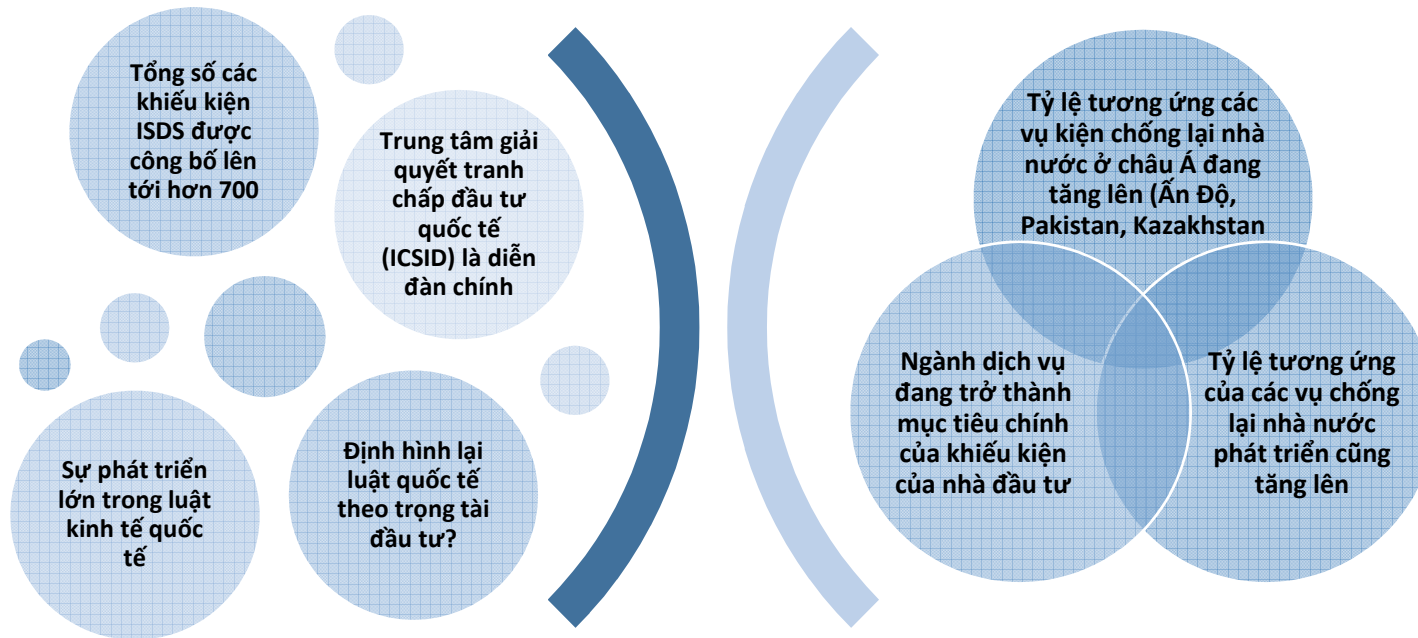 Tổng số các
khiếu kiện
ISDS được
công bố lên
tới hơn 700
Trung tâm giải
quyết tranh
chấp đầu tư
quốc tế
(ICSID) là diễn
đàn chính
Sự phát triển
lớn trong luật
kinh tế quốc
tế
Định hình lại
luật quốc tế
theo trọng tài
đầu tư?
Tỷ lệ tương ứng các
vụ kiện chống lại nhà
nước ở châu Á đang
tăng lên (Ấn Độ,
Pakistan, Kazakhstan
Ngành dịch vụ
đang trở thành
mục tiêu chính
của khiếu kiện
của nhà đầu tư
Tỷ lệ tương ứng
của các vụ chống
lại nhà nước
phát triển cũng
tăng lên